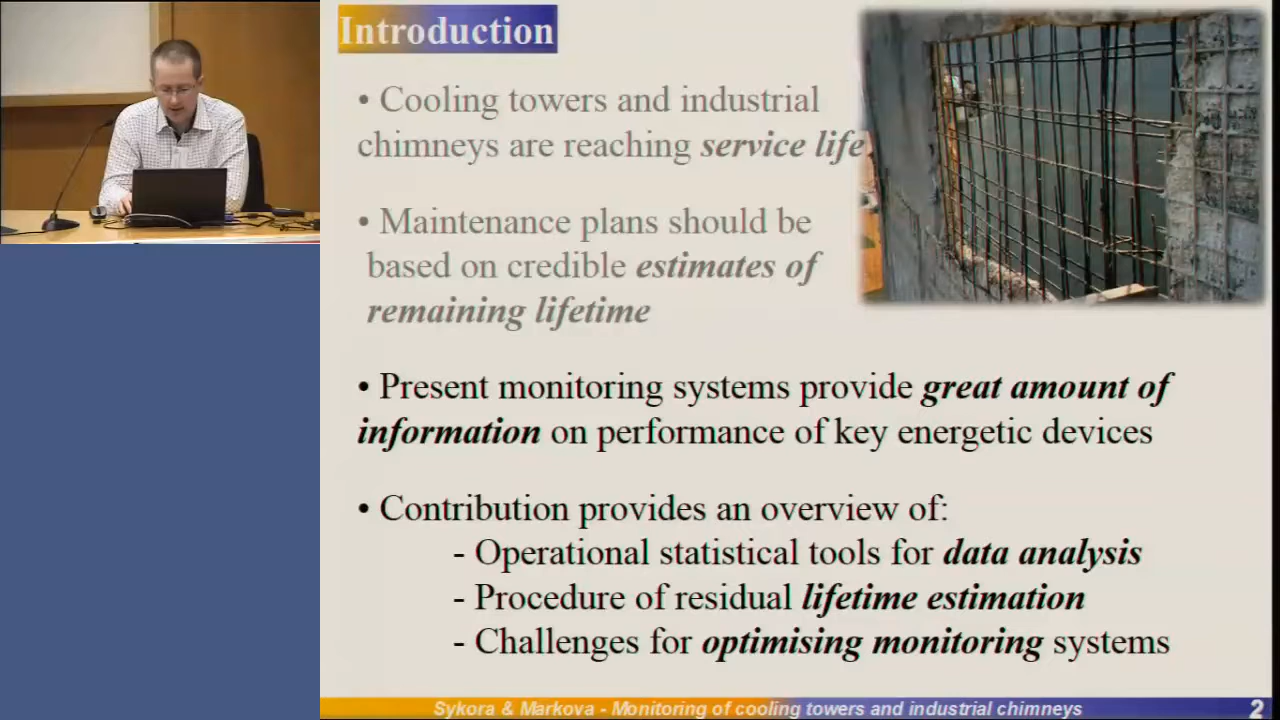 Introduction
• Cooling towers and industrial
chimneys are reaching service life
• Maintenance plans should be
based on credible estimates of
remaining lifetime
• Present monitoring systems provide great amount of
information on performance of key energetic devices
• Contribution provides an overview of:
- Operational statistical tools for data analysis
- Procedure of residual lifetime estimation
- Challenges for optimising monitoring systems
Sykora & Markova - Monitoring of cooling towers and industrial chimneys 2